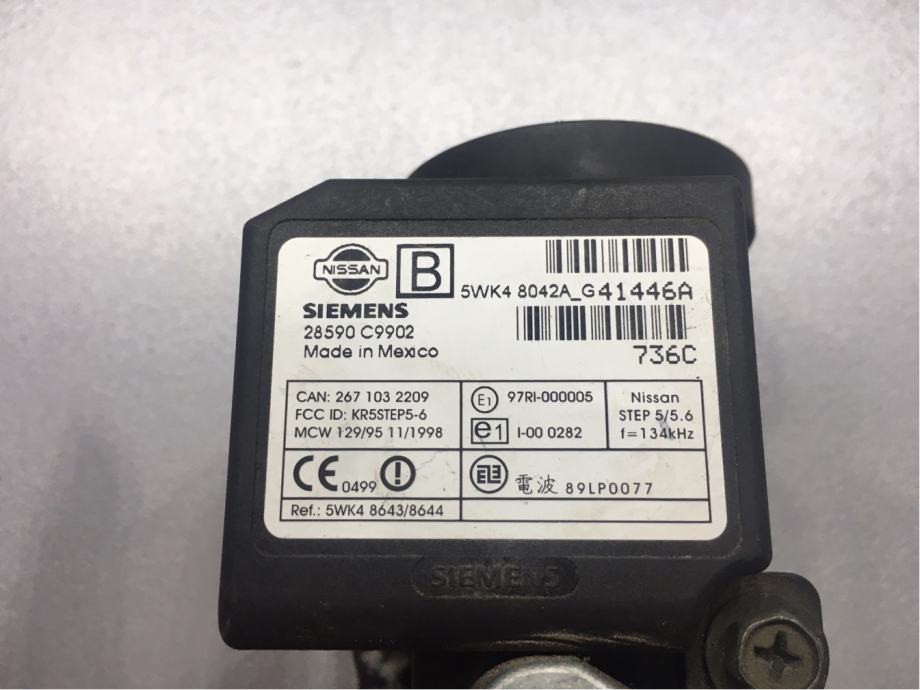 NISSAN
B
5WK4 8042A_G41446A
SIEMENS
28590 C9902
Made in Mexico
736C
CAN: 267 103 2209
FCC ID: KR5STEP5-6
MCW 129/95 11/1998
E1 97RI-000005
e1 I-00 0282
Nissan
STEP 5/5.6
f=134kHz
CE 0499
電波 89LP0077
Ref.: 5WK4 8643/8644
SIEMENS